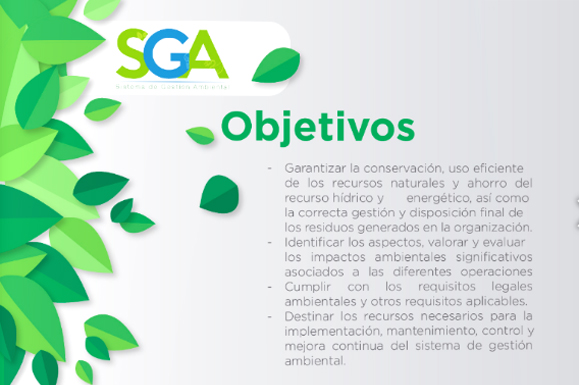 SGA
Sistema de Gestión Ambiental
Objetivos
- Garantizar la conservación, uso eficiente
de los recursos naturales y ahorro del
recurso hídrico y energético, así como
la correcta gestión y disposición final de
los residuos generados en la organización.
- Identificar los aspectos, valorar y evaluar
los impactos ambientales significativos
asociados a las diferentes operaciones
- Cumplir con los requisitos legales
ambientales y otros requisitos aplicables.
- Destinar los recursos necesarios para la
implementación, mantenimiento, control y
mejora continua del sistema de gestión
ambiental.